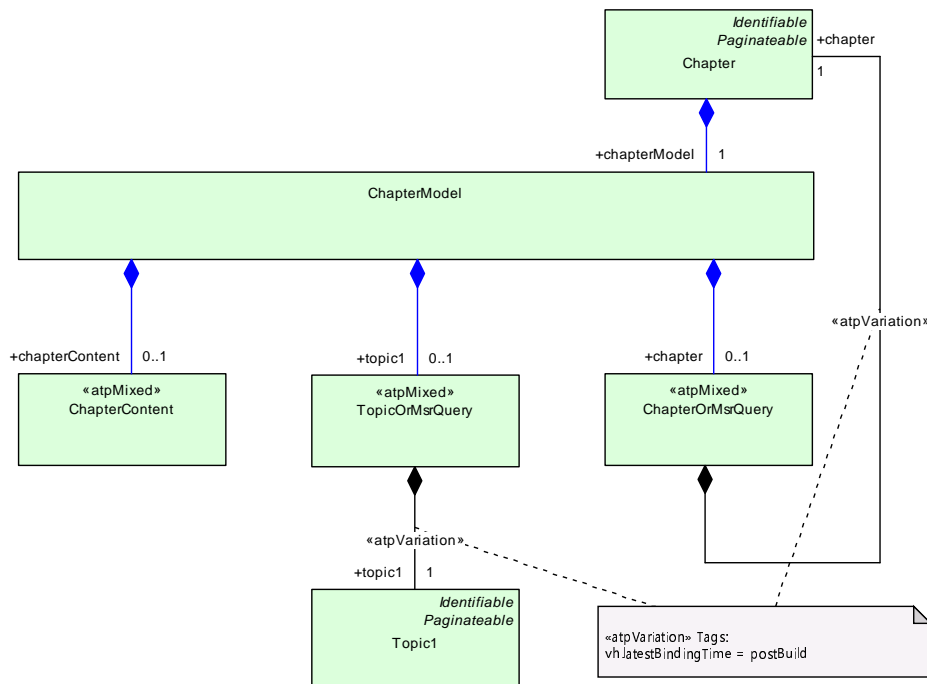 Identifiable
Paginateable
Chapter
+chapter
1
+chapterModel 1
ChapterModel
«atpVariation»
+chapterContent 0..1
+topic1 0..1
+chapter 0..1
«atpMixed»
ChapterContent
«atpMixed»
TopicOrMsrQuery
«atpMixed»
ChapterOrMsrQuery
«atpVariation»
+topic1 1
Identifiable
Paginateable
Topic1
«atpVariation» Tags:
vh.latestBindingTime = postBuild